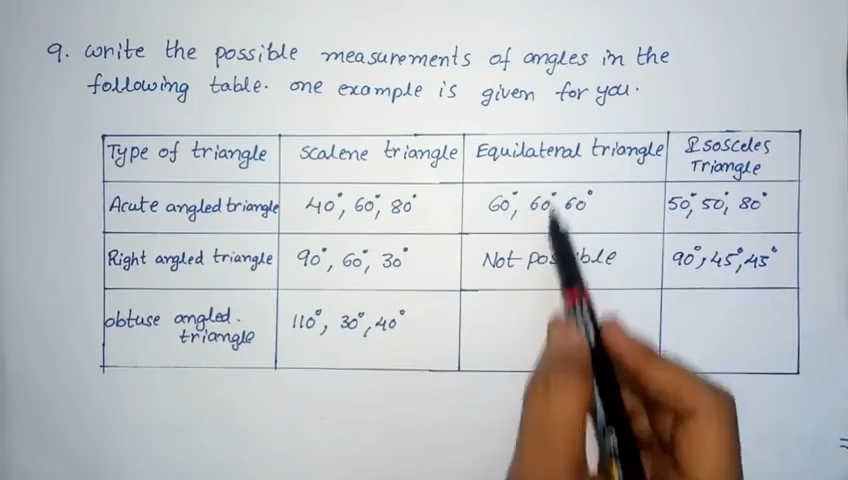 9. Write the possible measurements of angles in the
following table. one example is given for you.
Type of triangle scalene triangle Equilateral triangle Isosceles Triangle
Acute angled triangle 40°, 60°, 80° 60°, 60° 60° 50°, 50°, 80°
Right angled triangle 90°, 60°, 30° Not possible 90°, 45°, 45°
obtuse angled. triangle 110°, 30°, 40°